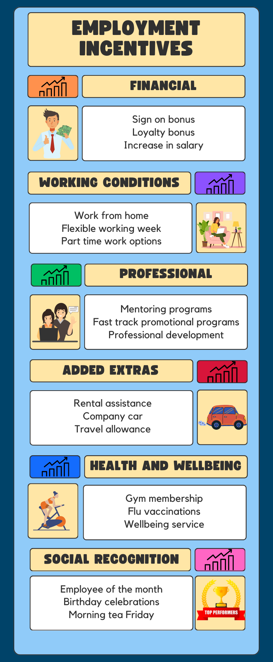 EMPLOYMENT
INCENTIVES
FINANCIAL
Sign on bonus
Loyalty bonus
Increase in salary
WORKING CONDITIONS
Work from home
Flexible working week
Part time work options
PROFESSIONAL
Mentoring programs
Fast track promotional programs
Professional development
ADDED EXTRAS
Rental assistance
Company car
Travel allowance
HEALTH AND WELLBEING
Gym membership
Flu vaccinations
Wellbeing service
SOCIAL RECOGNITION
Employee of the month
Birthday celebrations
Morning tea Friday
TOP PERFORMERS